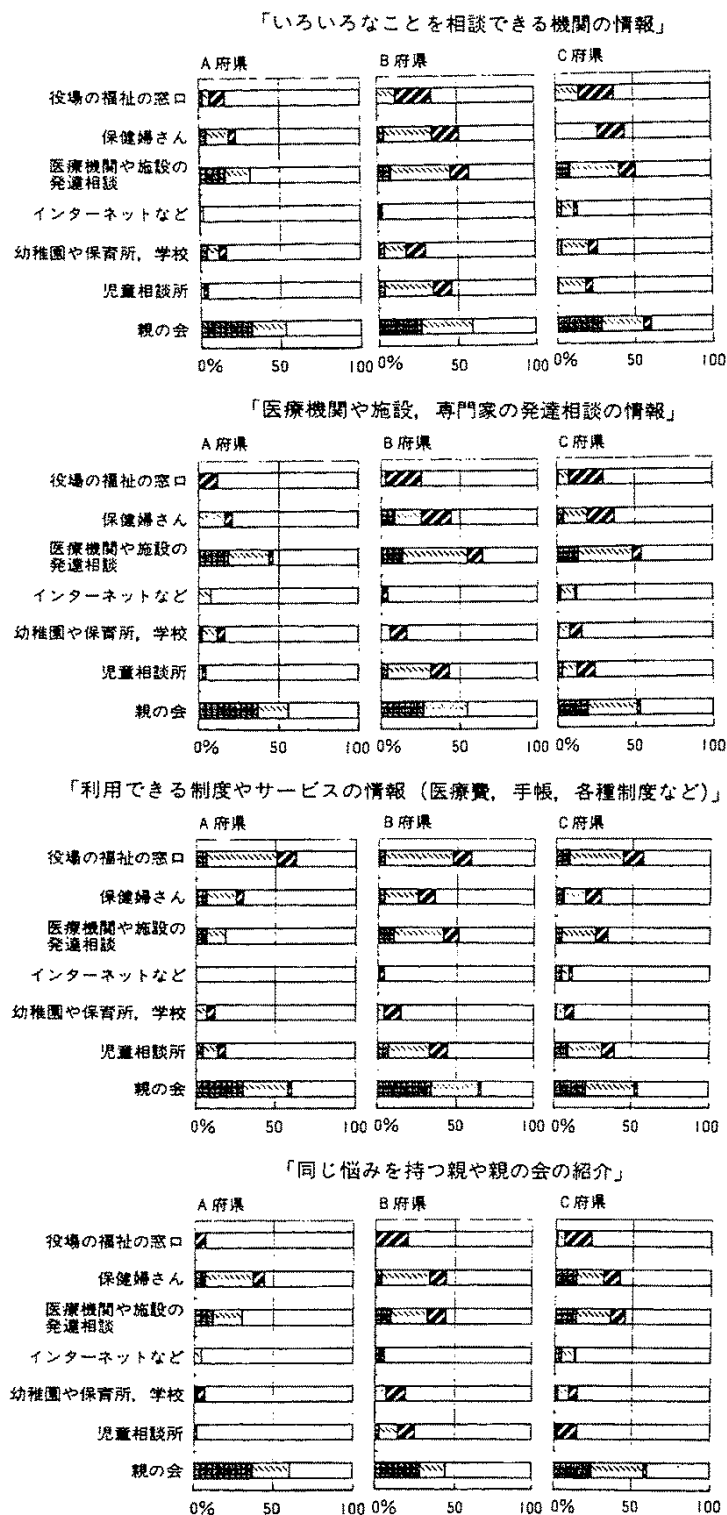 「いろいろなことを相談できる機関の情報」
A府県 B府県 C府県
役場の福祉の窓口
保健婦さん
医療機関や施設の
発達相談
インターネットなど
幼稚園や保育所，学校
児童相談所
親の会
0% 50 100 0% 50 100 0% 50 100
「医療機関や施設，専門家の発達相談の情報」
A府県 B府県 C府県
役場の福祉の窓口
保健婦さん
医療機関や施設の
発達相談
インターネットなど
幼稚園や保育所，学校
児童相談所
親の会
0% 50 100 0% 50 100 0% 50 100
「利用できる制度やサービスの情報（医療費，手帳，各種制度など）」
A府県 B府県 C府県
役場の福祉の窓口
保健婦さん
医療機関や施設の
発達相談
インターネットなど
幼稚園や保育所，学校
児童相談所
親の会
0% 50 100 0% 50 100 0% 50 100
「同じ悩みを持つ親や親の会の紹介」
A府県 B府県 C府県
役場の福祉の窓口
保健婦さん
医療機関や施設の
発達相談
インターネットなど
幼稚園や保育所，学校
児童相談所
親の会
0% 50 100 0% 50 100 0% 50 100